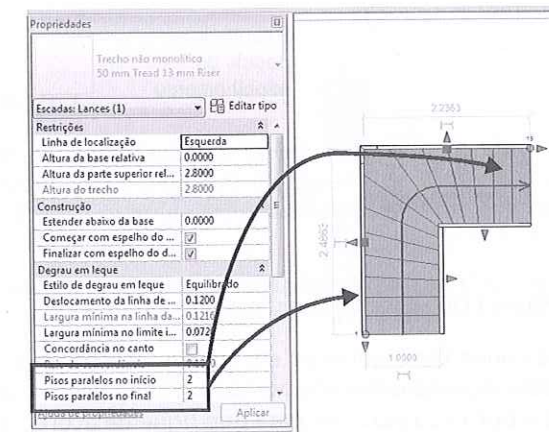 Propriedades
Trecho não monolítico
50 mm Tread 13 mm Riser
Escadas: Lances (1) Editar tipo
Restrições
Linha de localização Esquerda
Altura da base relativa 0.0000
Altura da parte superior rel... 2.8000
Altura do trecho 2.8000
Construção
Estender abaixo da base 0.0000
Começar com espelho do ...
Finalizar com espelho do d...
Degrau em leque
Estilo de degrau em leque Equilibrado
Deslocamento da linha de ... 0.1200
Largura mínima na linha da... 0.1216
Largura mínima no limite i... 0.072
Concordância no canto
Pisos paralelos no início 2
Pisos paralelos no final 2
Ajuda de propriedades Aplicar
2.2363
2.4862
1.0000